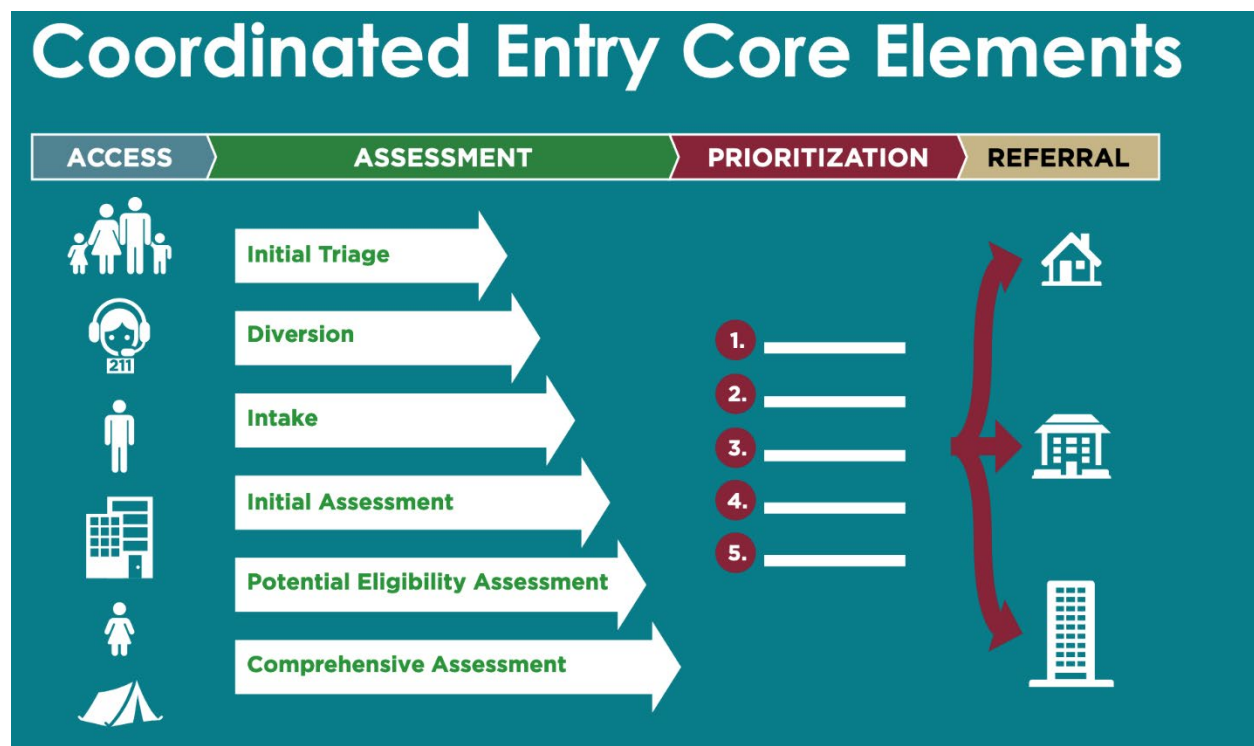 Coordinated Entry Core Elements
ACCESS
ASSESSMENT
PRIORITIZATION
REFERRAL
211
Initial Triage
Diversion
Intake
Initial Assessment
Potential Eligibility Assessment
Comprehensive Assessment
1.
2.
3.
4.
5.